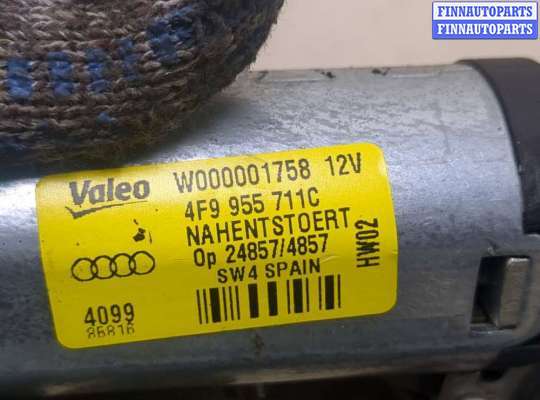 FINNAUTOPARTS
FINNAUTOPARTS
Valeo
W000001758 12V
4F9 955 711C
NAHENTSTOERT
Op 24857/4857
SW4 SPAIN
HW02
4099